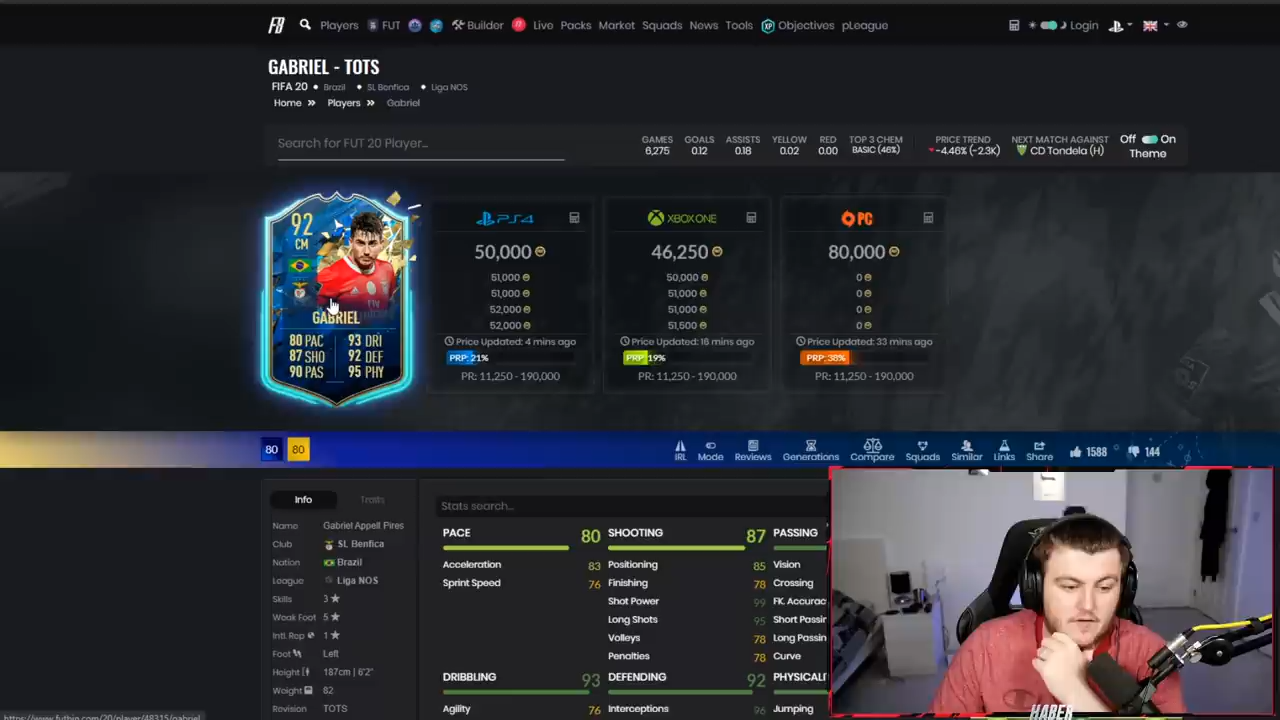 FB Players FUT Builder Live Packs Market Squads News Tools Objectives pLeague Login
GABRIEL - TOTS
FIFA 20 Brazil SL Benfica Liga NOS
Home Players Gabriel
Search for FUT 20 Player...
GAMES GOALS ASSISTS YELLOW RED TOP 3 CHEM PRICE TREND NEXT MATCH AGAINST Off On
6,275 0.12 0.18 0.02 0.00 BASIC (46%) -4.46% (-2.3K) CD Tondela (H) Theme
92
CM
GABRIEL
80 PAC 93 DRI
87 SHO 92 DEF
90 PAS 95 PHY
PS4 XBOX ONE PC
50,000 46,250 80,000
51,000 50,000 0
51,000 51,000 0
52,000 51,000 0
52,000 51,500 0
Price Updated: 4 mins ago Price Updated: 16 mins ago Price Updated: 33 mins ago
PRP: 21% PRP: 19% PRP: 38%
PR: 11,250 - 190,000 PR: 11,250 - 190,000 PR: 11,250 - 190,000
80 80 IRL Mode Reviews Generations Compare Squads Similar Links Share 1588 144
Info Traits
Name Gabriel Appelt Pires
Club SL Benfica
Nation Brazil
League Liga NOS
Skills 3
Weak Foot 5
Intl. Rep 1
Foot Left
Height 187cm | 6'2"
Weight 82
Revision TOTS
Stats search...
PACE 80
Acceleration 83
Sprint Speed 76
SHOOTING 87
Positioning 85
Finishing 78
Shot Power 99
Long Shots 95
Volleys 78
Penalties 78
PASSING
Vision
Crossing
FK. Accurac
Short Passin
Long Passin
Curve
DRIBBLING 93
Agility 76
DEFENDING 92
Interceptions 96
PHYSICALI
Jumping
https://www.futbin.com/20/player/48315/gabriel
HABER